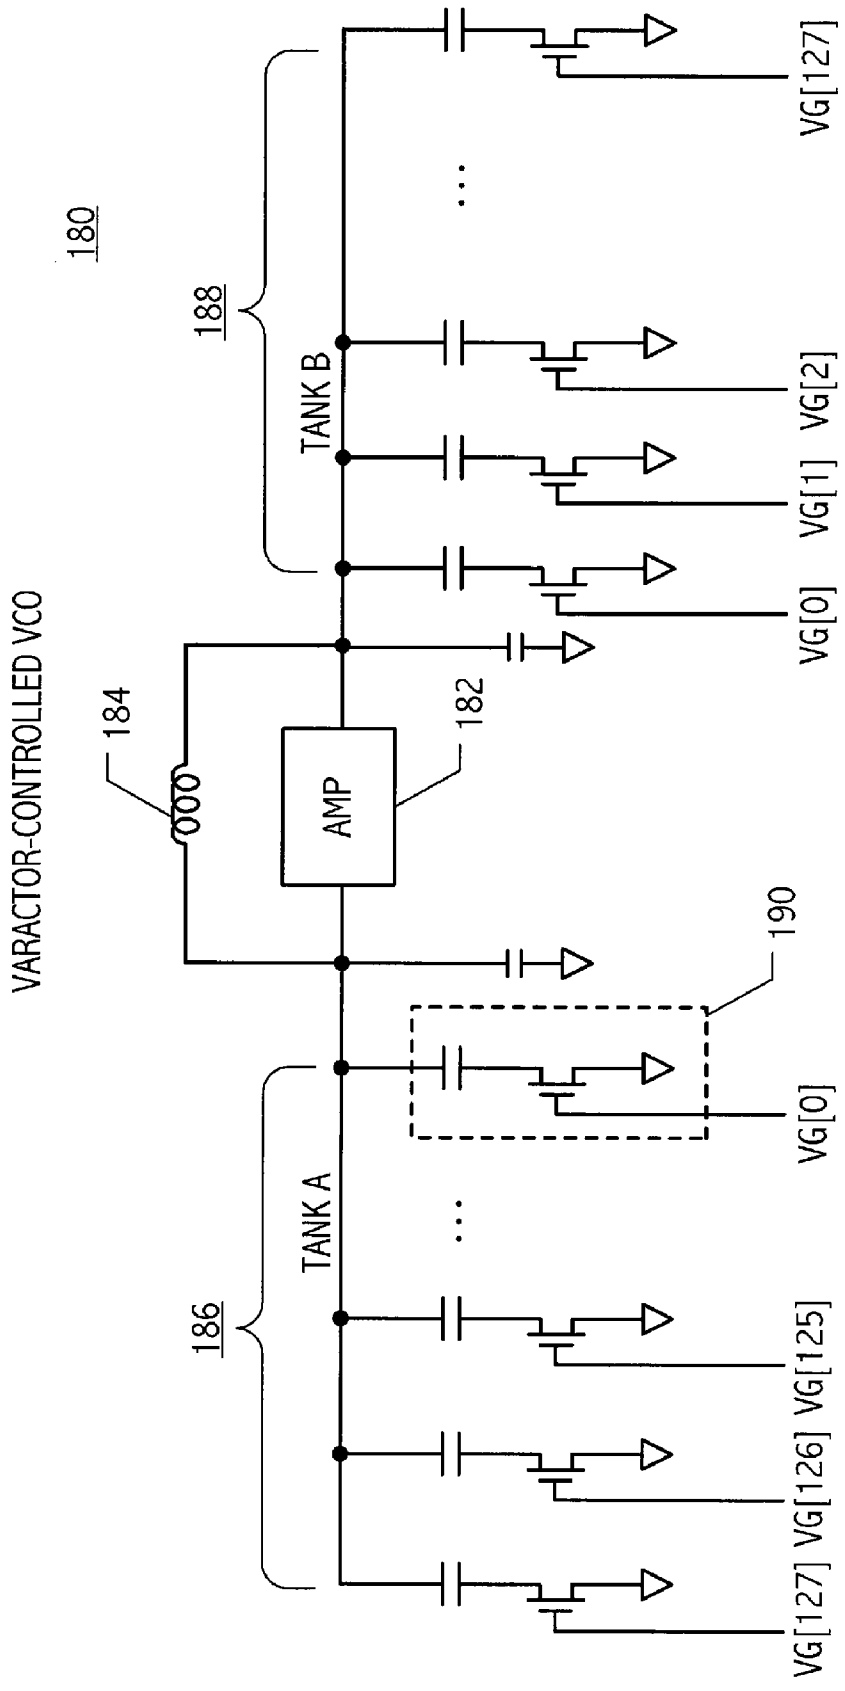 VARACTOR-CONTROLLED VCO
180
184
186
188
TANK A
TANK B
AMP
182
190
VG[127]
VG[126]
VG[125]
...
VG[0]
VG[0]
VG[1]
VG[2]
...
VG[127]